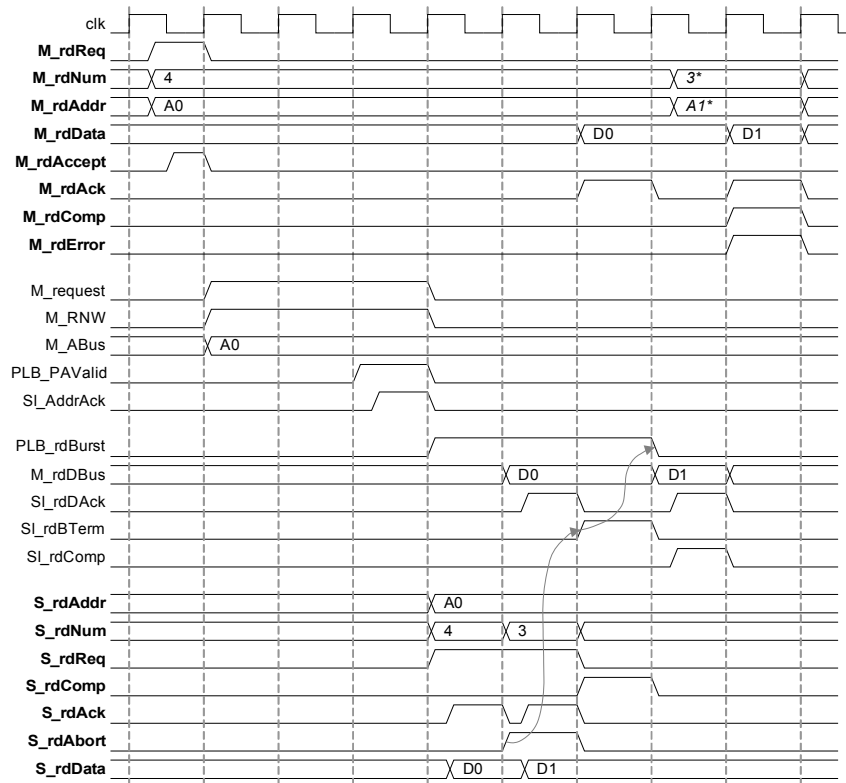 clk
M_rdReq
M_rdNum 4 3*
M_rdAddr A0 A1*
M_rdData D0 D1
M_rdAccept
M_rdAck
M_rdComp
M_rdError
M_request
M_RNW
M_ABus A0
PLB_PAValid
Sl_AddrAck
PLB_rdBurst
M_rdDBus D0 D1
Sl_rdDAck
Sl_rdBTerm
Sl_rdComp
S_rdAddr A0
S_rdNum 4 3
S_rdReq
S_rdComp
S_rdAck
S_rdAbort
S_rdData D0 D1